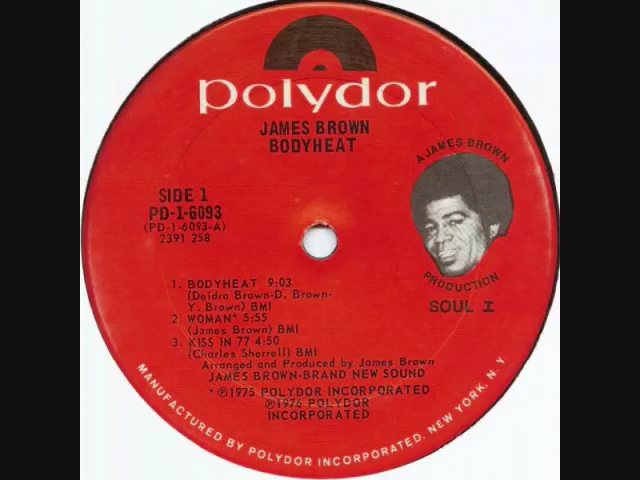 polydor
JAMES BROWN
BODYHEAT
A JAMES BROWN
PRODUCTION
SOUL I
SIDE 1
PD-1-6093
(PD-1-6093-A)
2391 258
1. BODYHEAT 9:03
(Deidra Brown-D. Brown-
Y. Brown) BMI
2. WOMAN* 5:55
(James Brown) BMI
3. KISS IN 77 4:50
(Charles Sherrell) BMI
Arranged and Produced by James Brown
JAMES BROWN-BRAND NEW SOUND
* ℗1975 POLYDOR INCORPORATED
℗1976 POLYDOR
INCORPORATED
MANUFACTURED BY POLYDOR INCORPORATED, NEW YORK, N.Y.